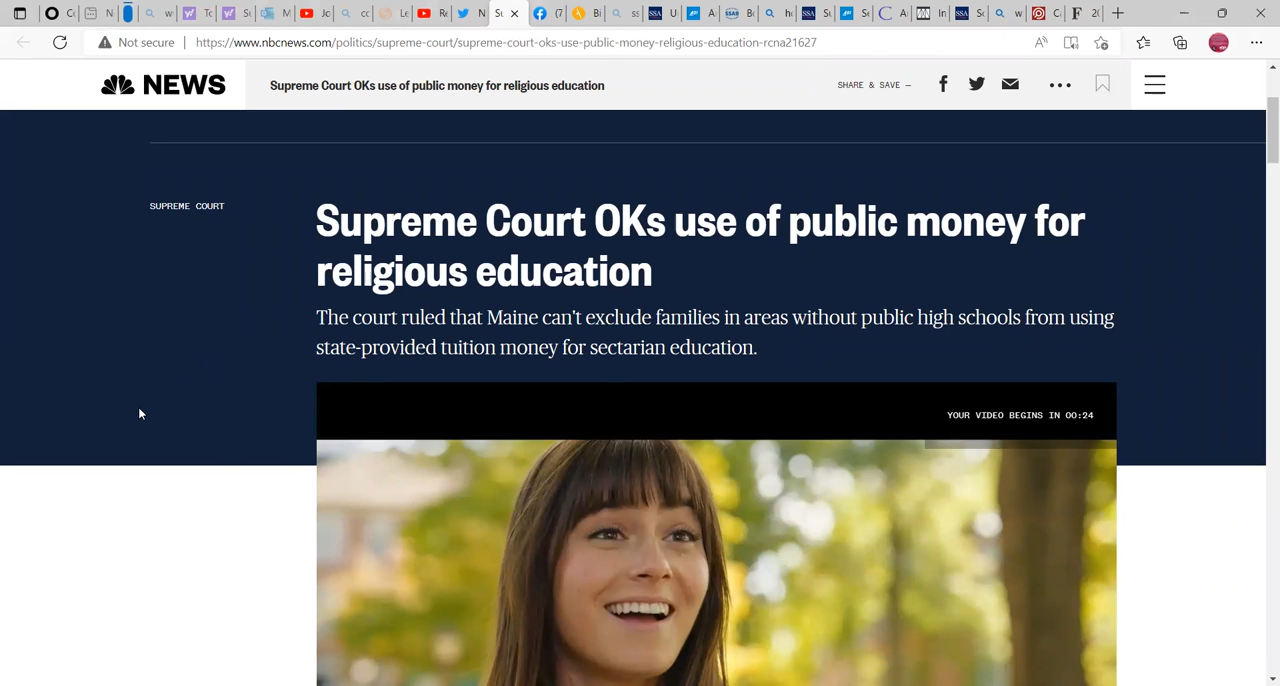 Not secure
https://www.nbcnews.com/politics/supreme-court/supreme-court-oks-use-public-money-religious-education-rcna21627
NEWS
Supreme Court OKs use of public money for religious education
SHARE & SAVE —
SUPREME COURT
Supreme Court OKs use of public money for
religious education
The court ruled that Maine can't exclude families in areas without public high schools from using
state-provided tuition money for sectarian education.
YOUR VIDEO BEGINS IN 00:24